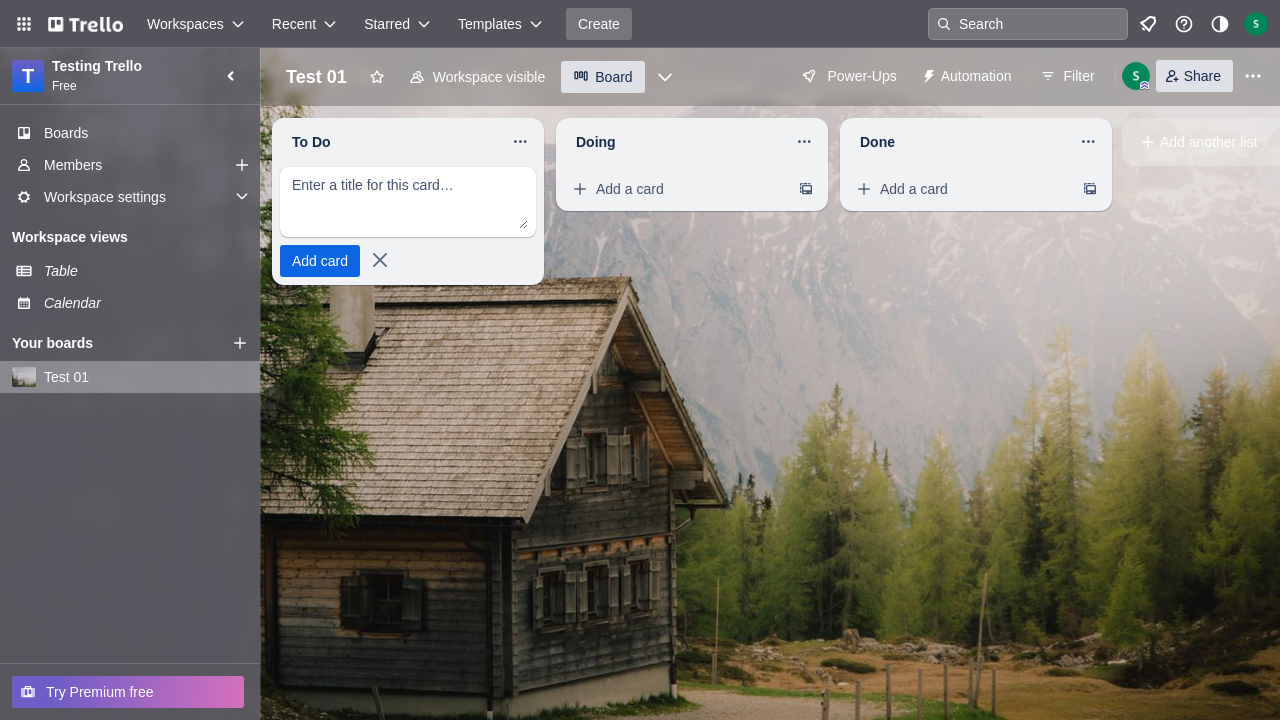 Trello Workspaces Recent Starred Templates Create Search S
T Testing Trello
Free
Boards
Members
Workspace settings
Workspace views
Table
Calendar
Your boards
Test 01
Try Premium free
Test 01 Workspace visible Board Power-Ups Automation Filter S Share
To Do
Enter a title for this card…
Add card
Doing
Add a card
Done
Add a card
Add another list